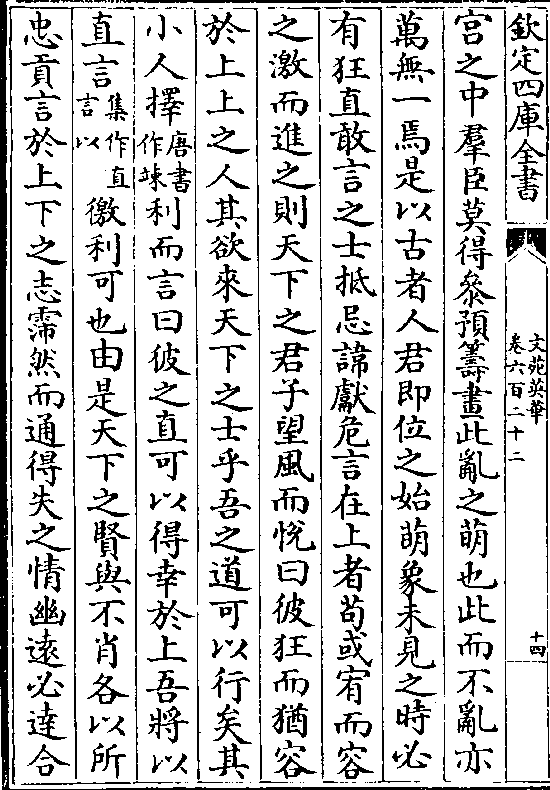 欽定四庫全書
文苑英華
卷六百二十二
十四
宫之中羣臣莫得叅預籌畫此亂之萌也此而不亂亦
萬無一焉是以古者人君即位之始萌象未見之時必
有狂直敢言之士抵忌諱獻危言在上者苟或宥而容
之激而進之則天下之君子望風而悅曰彼狂而猶容
於上上之人其欲來天下之士乎吾之道可以行矣其
小人擇唐書作竦利而言曰彼之直可以得幸於上吾將以
直言集作直言以徼利可也由是天下之賢與不肖各以所
忠貢言於上下之志霈然而通得失之情幽遠必達合